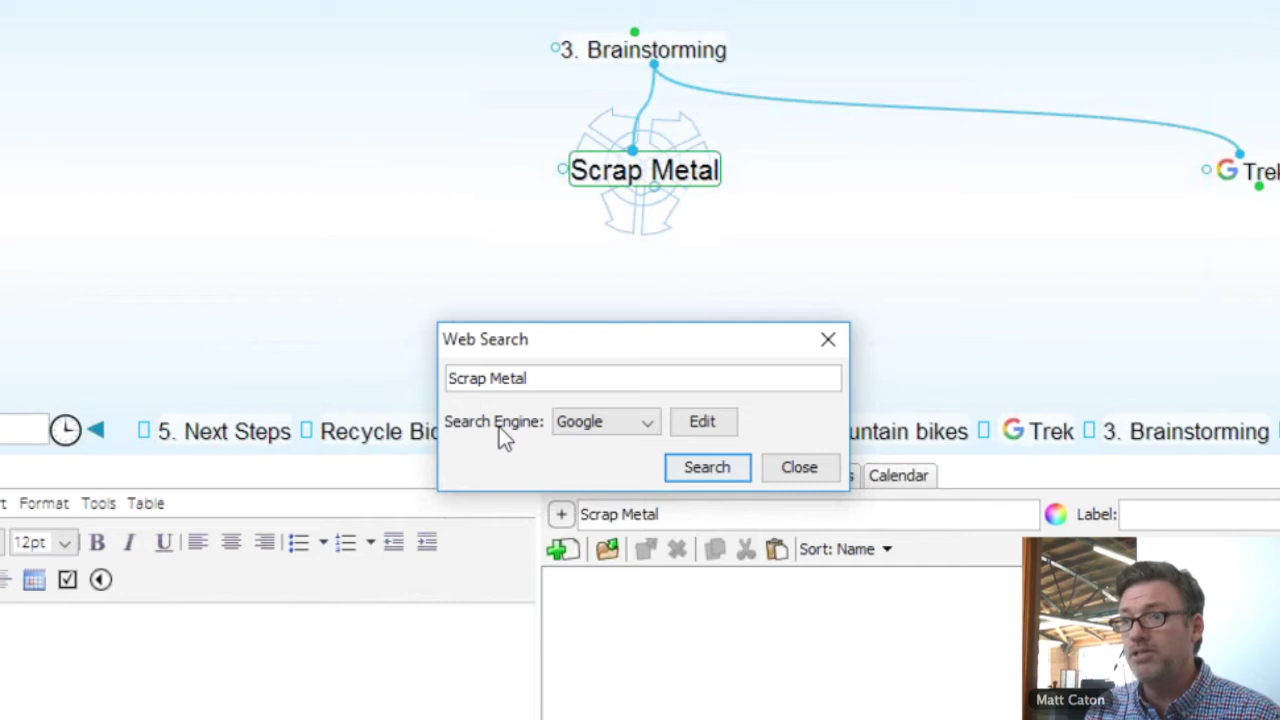 3. Brainstorming
Scrap Metal
Trek
Web Search
Scrap Metal
Search Engine: Google Edit
Search Close
5. Next Steps Recycle Bi untain bikes Trek 3. Brainstorming
Calendar
Format Tools Table
Scrap Metal Label:
12pt B I U
Sort: Name
Matt Caton